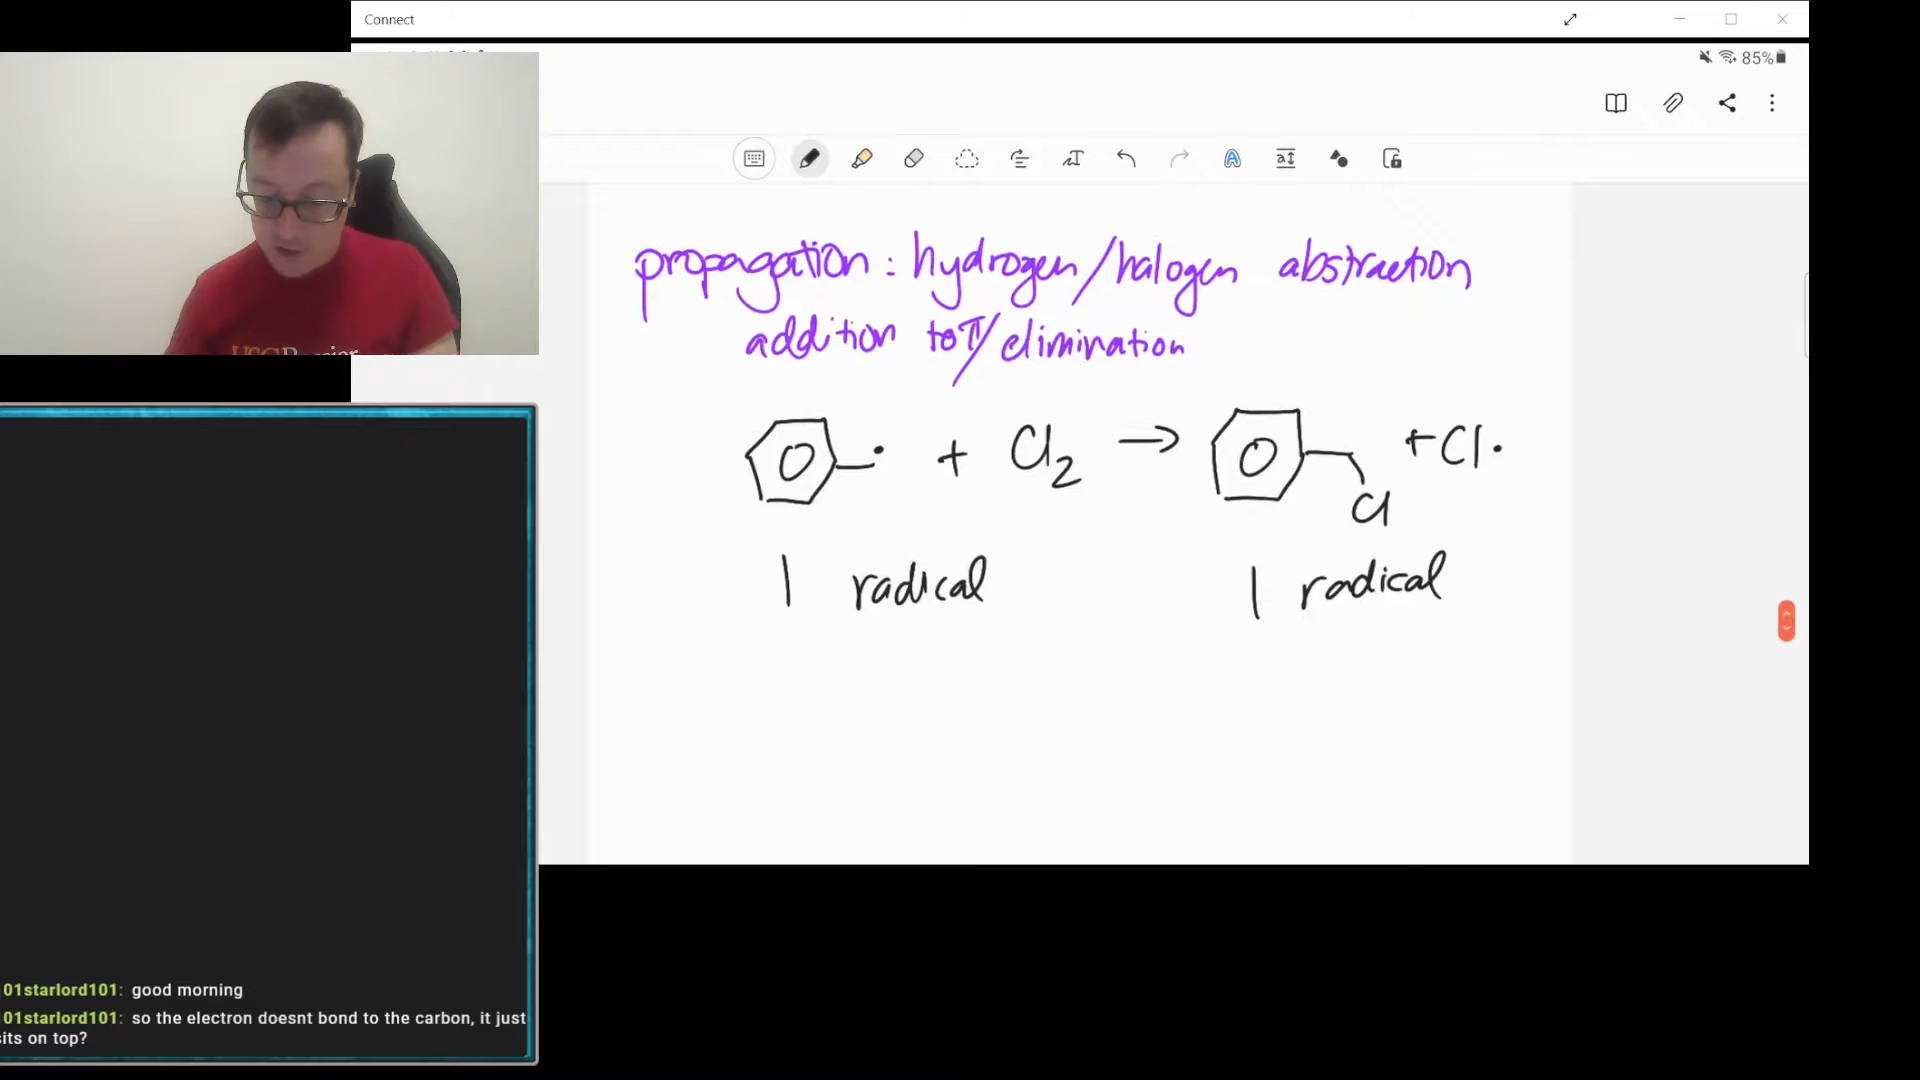 Connect
85%
propagation: hydrogen/halogen abstraction
addition to π/elimination
• + Cl2 → Cl + Cl•
1 radical 1 radical
01starlord101: good morning
01starlord101: so the electron doesnt bond to the carbon, it just
sits on top?